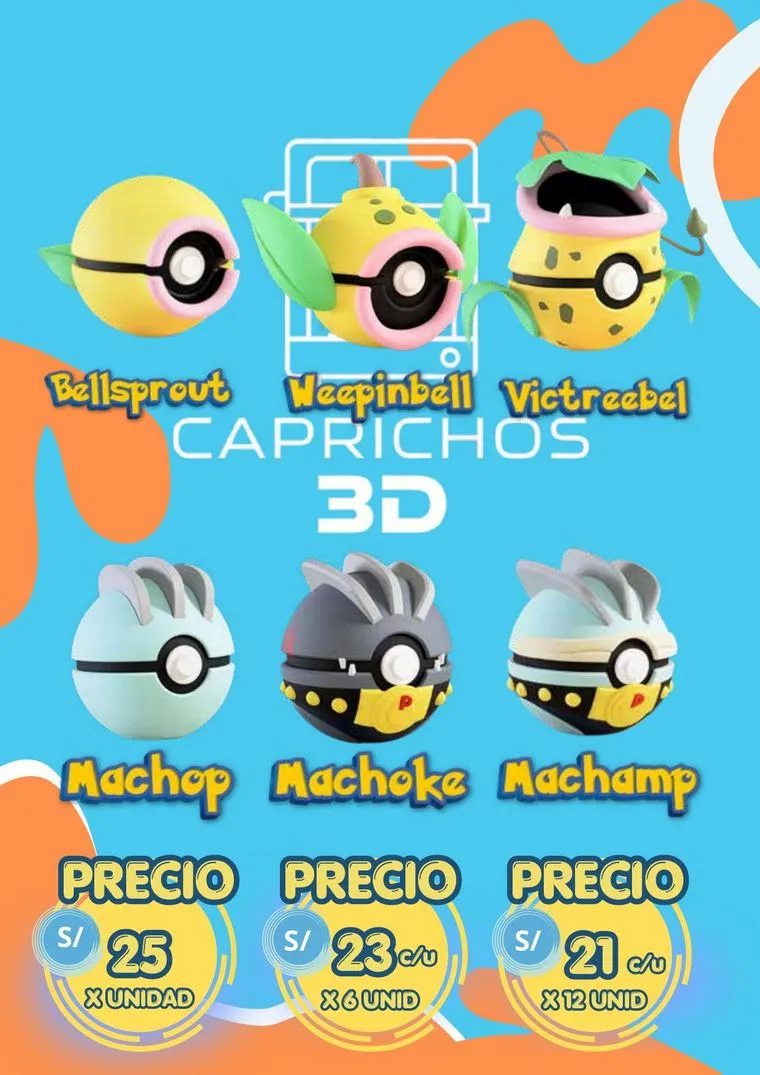 Bellsprout Weepinbell Victreebel
CAPRICHOS
3D
Machop Machoke Machamp
P P
PRECIO PRECIO PRECIO
S/ 25 S/ 23 c/u S/ 21 c/u
X UNIDAD X 6 UNID X 12 UNID